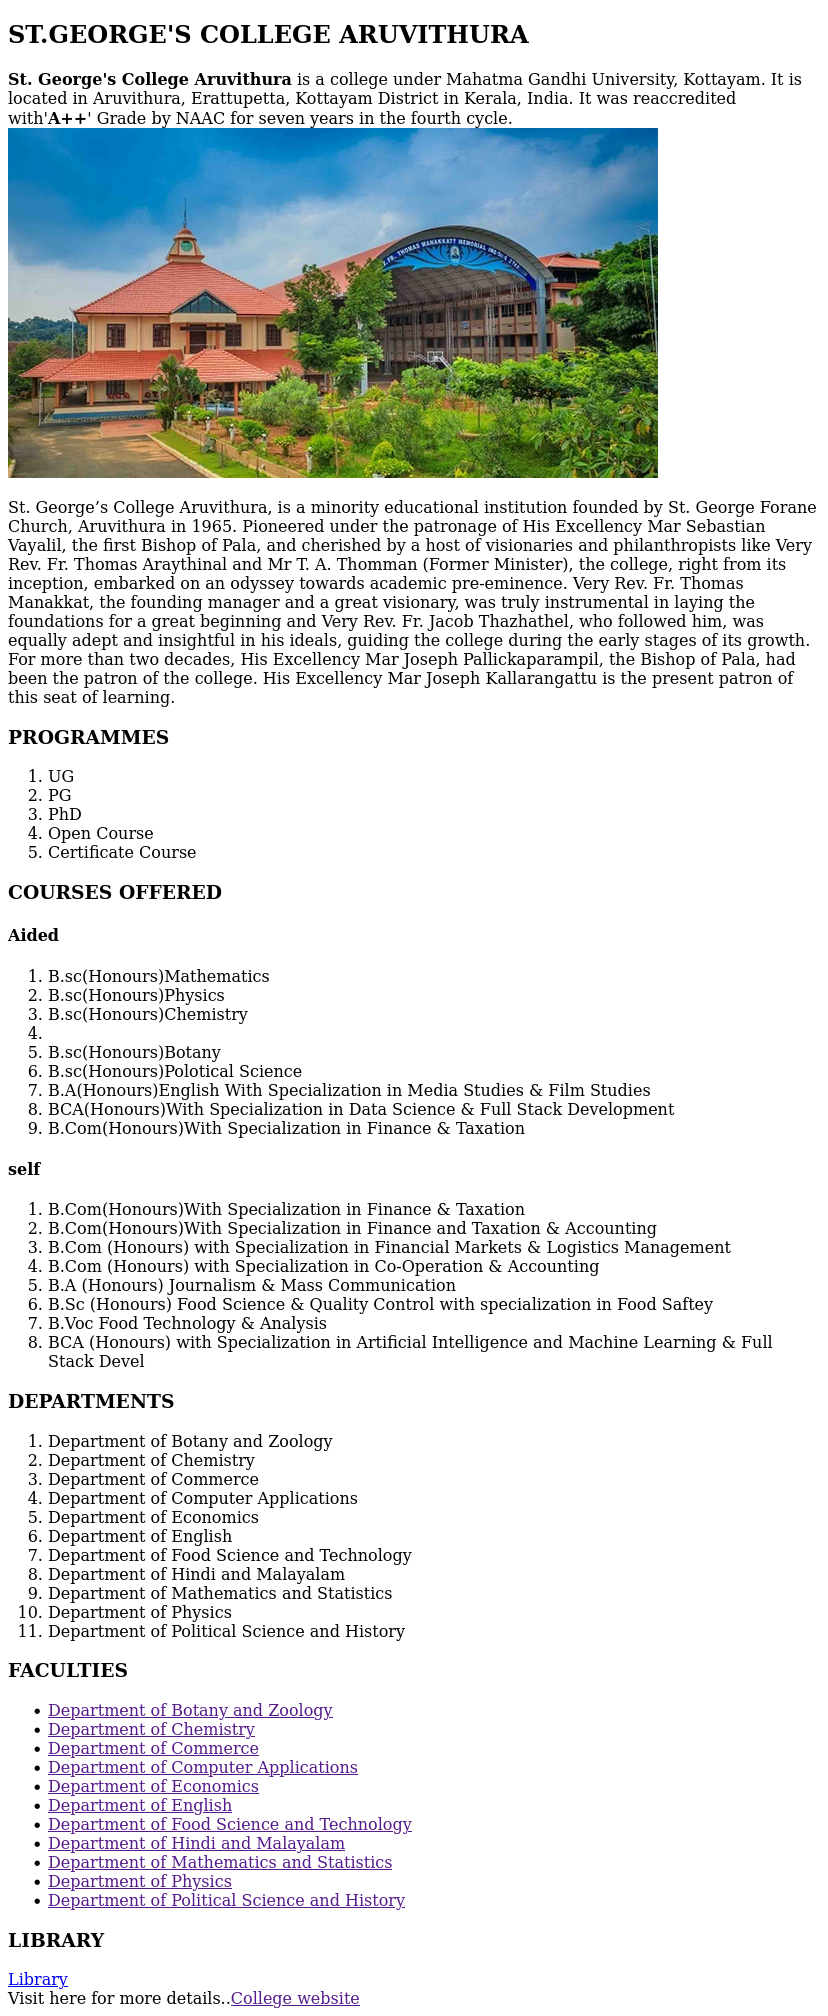 ST.GEORGE'S COLLEGE ARUVITHURA
St. George's College Aruvithura is a college under Mahatma Gandhi University, Kottayam. It is
located in Aruvithura, Erattupetta, Kottayam District in Kerala, India. It was reaccredited
with'A++' Grade by NAAC for seven years in the fourth cycle.
FR. THOMAS MANAKKATT MEMORIAL INDOOR
St. George’s College Aruvithura, is a minority educational institution founded by St. George Forane
Church, Aruvithura in 1965. Pioneered under the patronage of His Excellency Mar Sebastian
Vayalil, the first Bishop of Pala, and cherished by a host of visionaries and philanthropists like Very
Rev. Fr. Thomas Araythinal and Mr T. A. Thomman (Former Minister), the college, right from its
inception, embarked on an odyssey towards academic pre-eminence. Very Rev. Fr. Thomas
Manakkat, the founding manager and a great visionary, was truly instrumental in laying the
foundations for a great beginning and Very Rev. Fr. Jacob Thazhathel, who followed him, was
equally adept and insightful in his ideals, guiding the college during the early stages of its growth.
For more than two decades, His Excellency Mar Joseph Pallickaparampil, the Bishop of Pala, had
been the patron of the college. His Excellency Mar Joseph Kallarangattu is the present patron of
this seat of learning.
PROGRAMMES
1. UG
2. PG
3. PhD
4. Open Course
5. Certificate Course
COURSES OFFERED
Aided
1. B.sc(Honours)Mathematics
2. B.sc(Honours)Physics
3. B.sc(Honours)Chemistry
4.
5. B.sc(Honours)Botany
6. B.sc(Honours)Polotical Science
7. B.A(Honours)English With Specialization in Media Studies & Film Studies
8. BCA(Honours)With Specialization in Data Science & Full Stack Development
9. B.Com(Honours)With Specialization in Finance & Taxation
self
1. B.Com(Honours)With Specialization in Finance & Taxation
2. B.Com(Honours)With Specialization in Finance and Taxation & Accounting
3. B.Com (Honours) with Specialization in Financial Markets & Logistics Management
4. B.Com (Honours) with Specialization in Co-Operation & Accounting
5. B.A (Honours) Journalism & Mass Communication
6. B.Sc (Honours) Food Science & Quality Control with specialization in Food Saftey
7. B.Voc Food Technology & Analysis
8. BCA (Honours) with Specialization in Artificial Intelligence and Machine Learning & Full
Stack Devel
DEPARTMENTS
1. Department of Botany and Zoology
2. Department of Chemistry
3. Department of Commerce
4. Department of Computer Applications
5. Department of Economics
6. Department of English
7. Department of Food Science and Technology
8. Department of Hindi and Malayalam
9. Department of Mathematics and Statistics
10. Department of Physics
11. Department of Political Science and History
FACULTIES
• Department of Botany and Zoology
• Department of Chemistry
• Department of Commerce
• Department of Computer Applications
• Department of Economics
• Department of English
• Department of Food Science and Technology
• Department of Hindi and Malayalam
• Department of Mathematics and Statistics
• Department of Physics
• Department of Political Science and History
LIBRARY
Library
Visit here for more details..College website